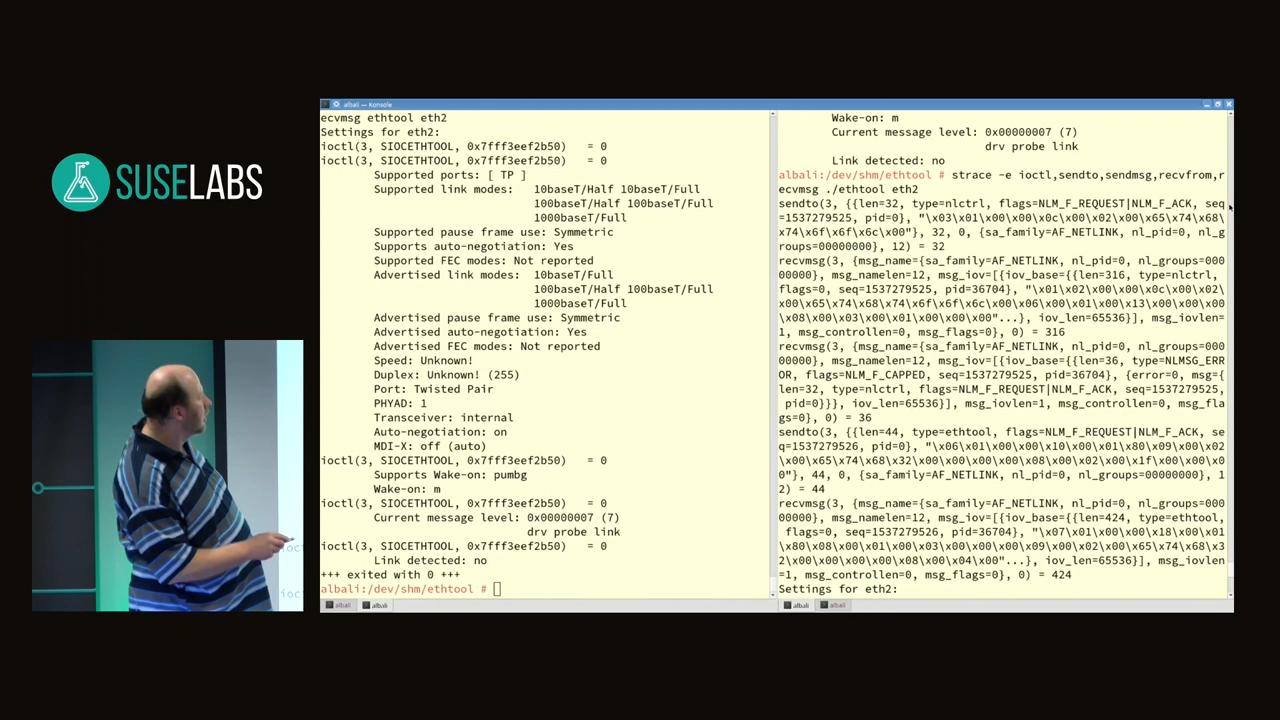 SUSELABS
albali — Konsole
ecvmsg ethtool eth2
Settings for eth2:
ioctl(3, SIOCETHTOOL, 0x7fff3eef2b50)   = 0
ioctl(3, SIOCETHTOOL, 0x7fff3eef2b50)   = 0
Supported ports: [ TP ]
Supported link modes:   10baseT/Half 10baseT/Full
100baseT/Half 100baseT/Full
1000baseT/Full
Supported pause frame use: Symmetric
Supports auto-negotiation: Yes
Supported FEC modes: Not reported
Advertised link modes:  10baseT/Half 10baseT/Full
100baseT/Half 100baseT/Full
1000baseT/Full
Advertised pause frame use: Symmetric
Advertised auto-negotiation: Yes
Advertised FEC modes: Not reported
Speed: Unknown!
Duplex: Unknown! (255)
Port: Twisted Pair
PHYAD: 1
Transceiver: internal
Auto-negotiation: on
MDI-X: off (auto)
ioctl(3, SIOCETHTOOL, 0x7fff3eef2b50)   = 0
Supports Wake-on: pumbg
Wake-on: m
ioctl(3, SIOCETHTOOL, 0x7fff3eef2b50)   = 0
Current message level: 0x00000007 (7)
drv probe link
ioctl(3, SIOCETHTOOL, 0x7fff3eef2b50)   = 0
Link detected: no
+++ exited with 0 +++
albali:/dev/shm/ethtool #
albali albali
Wake-on: m
Current message level: 0x00000007 (7)
drv probe link
Link detected: no
albali:/dev/shm/ethtool # strace -e ioctl,sendto,sendmsg,recvfrom,r
ecvmsg ./ethtool eth2
sendto(3, {{len=32, type=nlctrl, flags=NLM_F_REQUEST|NLM_F_ACK, seq
=1537279525, pid=0}, "\x03\x01\x00\x00\x0c\x00\x02\x00\x65\x74\x68\
x74\x6f\x6f\x6c\x00"}, 32, 0, {sa_family=AF_NETLINK, nl_pid=0, nl_g
roups=00000000}, 12) = 32
recvmsg(3, {msg_name={sa_family=AF_NETLINK, nl_pid=0, nl_groups=000
00000}, msg_namelen=12, msg_iov=[{iov_base={{len=316, type=nlctrl,
flags=0, seq=1537279525, pid=36704}, "\x01\x02\x00\x00\x0c\x00\x02\
x00\x65\x74\x68\x74\x6f\x6f\x6c\x00\x06\x00\x01\x00\x13\x00\x00\x00
\x08\x00\x03\x00\x01\x00\x00\x00"...}, iov_len=65536}], msg_iovlen=
1, msg_controllen=0, msg_flags=0}, 0) = 316
recvmsg(3, {msg_name={sa_family=AF_NETLINK, nl_pid=0, nl_groups=000
00000}, msg_namelen=12, msg_iov=[{iov_base={{len=36, type=NLMSG_ERR
OR, flags=NLM_F_CAPPED, seq=1537279525, pid=36704}, {error=0, msg={
len=32, type=nlctrl, flags=NLM_F_REQUEST|NLM_F_ACK, seq=1537279525,
pid=0}}}, iov_len=65536}], msg_iovlen=1, msg_controllen=0, msg_fla
gs=0}, 0) = 36
sendto(3, {{len=44, type=ethtool, flags=NLM_F_REQUEST|NLM_F_ACK, se
q=1537279526, pid=0}, "\x06\x01\x00\x00\x10\x00\x01\x80\x09\x00\x02
\x00\x65\x74\x68\x32\x00\x00\x00\x00\x08\x00\x02\x00\x1f\x00\x00\x0
0"}, 44, 0, {sa_family=AF_NETLINK, nl_pid=0, nl_groups=00000000}, 1
2) = 44
recvmsg(3, {msg_name={sa_family=AF_NETLINK, nl_pid=0, nl_groups=000
00000}, msg_namelen=12, msg_iov=[{iov_base={{len=424, type=ethtool,
flags=0, seq=1537279526, pid=36704}, "\x07\x01\x00\x00\x18\x00\x01
\x80\x08\x00\x01\x00\x03\x00\x00\x00\x09\x00\x02\x00\x65\x74\x68\x3
2\x00\x00\x00\x00\x08\x00\x04\x00"...}, iov_len=65536}], msg_iovlen
=1, msg_controllen=0, msg_flags=0}, 0) = 424
Settings for eth2:
albali albali
ioct
ioc